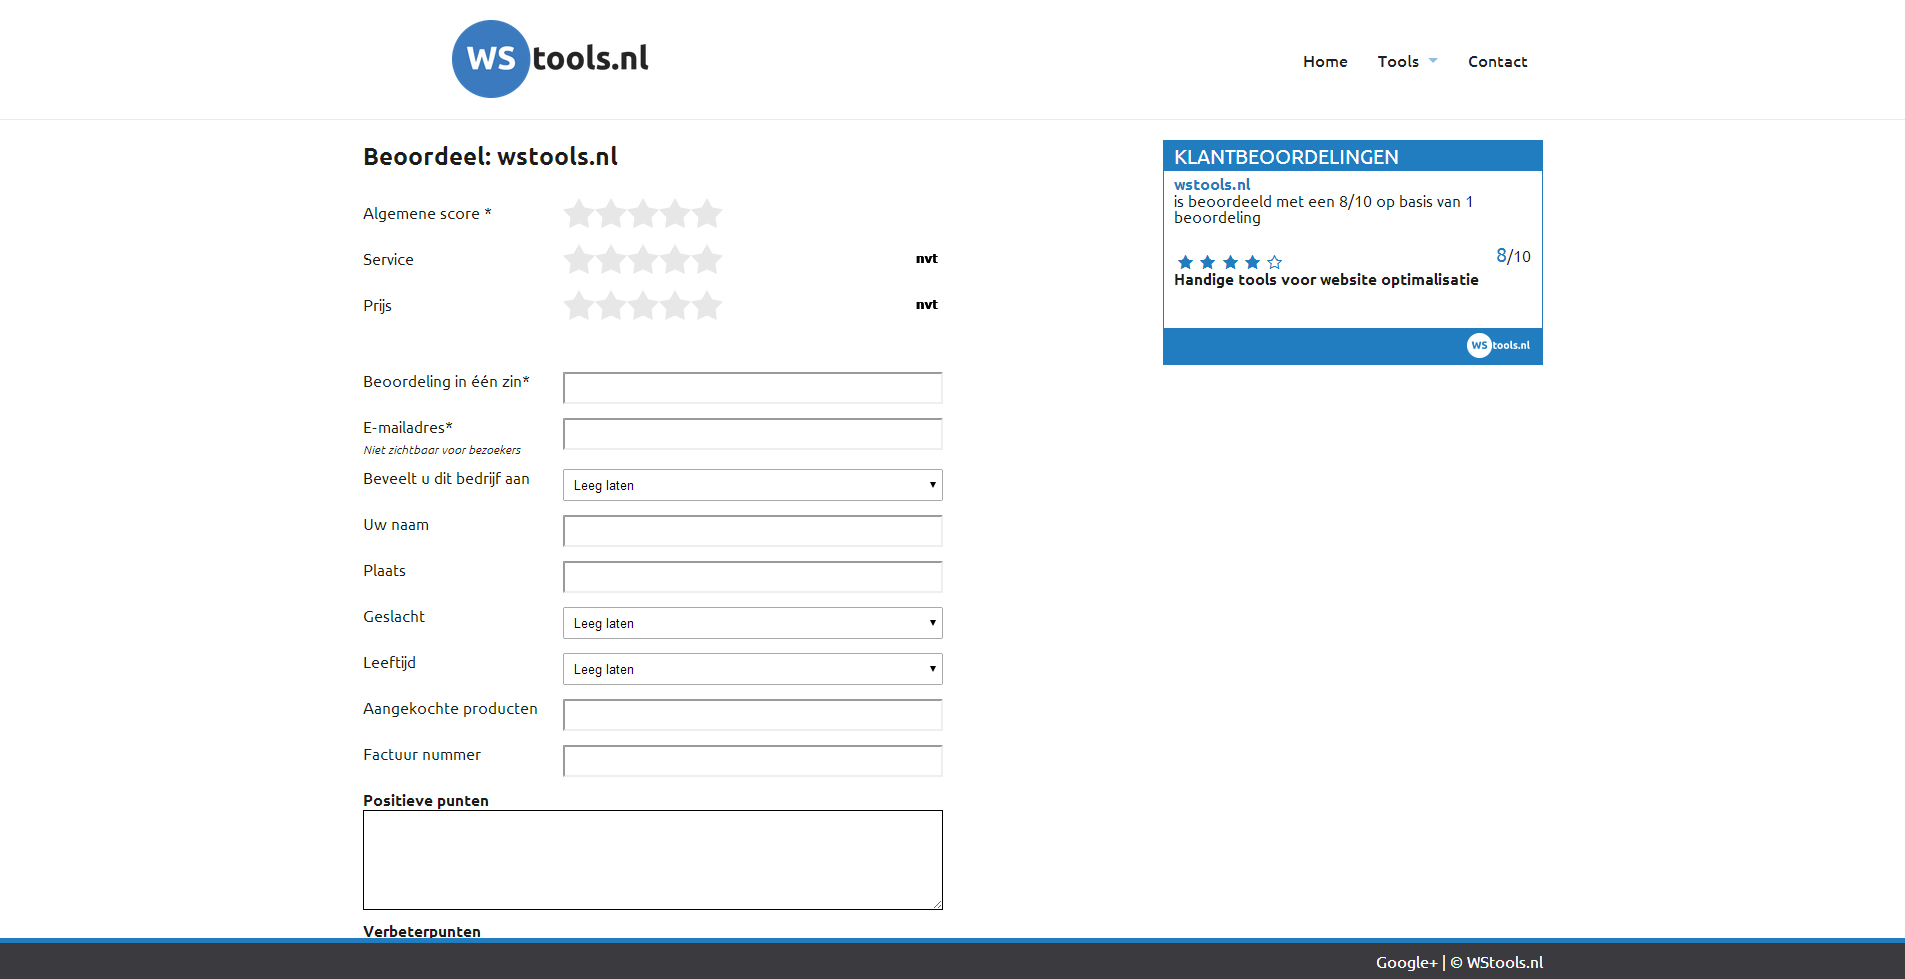 WS tools.nl
Home
Tools
Contact
Beoordeel: wstools.nl
Algemene score *
Service
nvt
Prijs
nvt
Beoordeling in één zin*
E-mailadres*
Niet zichtbaar voor bezoekers
Beveelt u dit bedrijf aan
Leeg laten
Uw naam
Plaats
Geslacht
Leeg laten
Leeftijd
Leeg laten
Aangekochte producten
Factuur nummer
Positieve punten
Verbeterpunten
KLANTBEOORDELINGEN
wstools.nl
is beoordeeld met een 8/10 op basis van 1
beoordeling
8/10
Handige tools voor website optimalisatie
WS tools.nl
Google+ | © WStools.nl